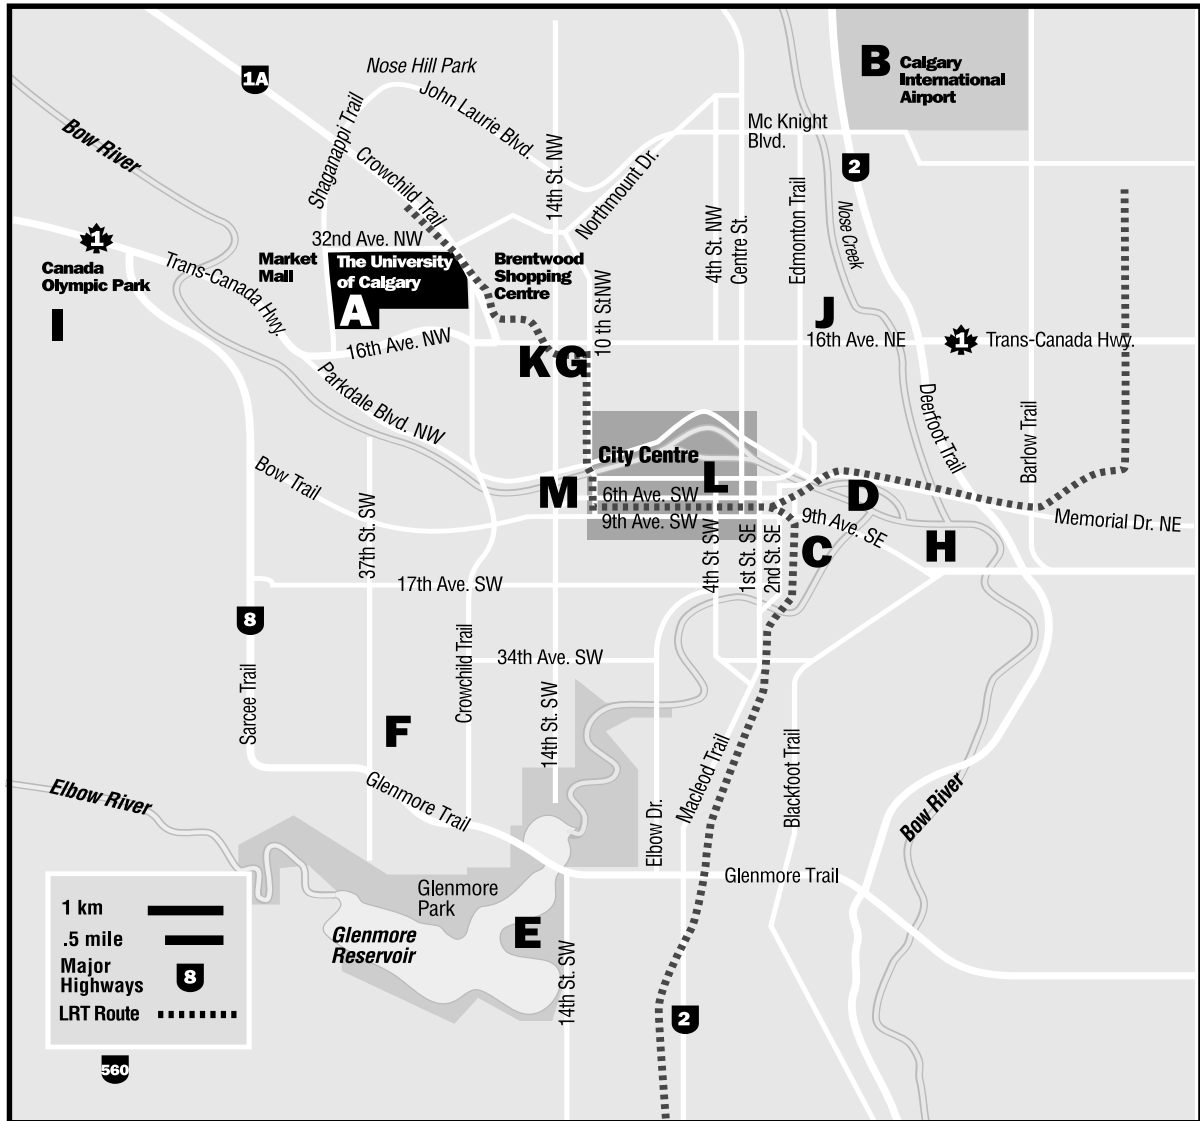 Nose Hill Park
1A
John Laurie Blvd.
Shaganappi Trail
Crowchild Trail
Bow River
14th St. NW
Northmount Dr.
Mc Knight
Blvd.
B
Calgary
International
Airport
2
Nose Creek
Edmonton Trail
4th St. NW
Centre St.
1
Canada
Olympic Park
I
Trans-Canada Hwy.
Market
Mall
32nd Ave. NW
The University
of Calgary
A
Brentwood
Shopping
Centre
10 th St.NW
J
16th Ave. NE
1
Trans-Canada Hwy.
16th Ave. NW
K
G
Parkdale Blvd. NW
Deerfoot Trail
Barlow Trail
City Centre
L
M
6th Ave. SW
9th Ave. SW
D
9th Ave. SE
C
H
Memorial Dr. NE
Bow Trail
37th St. SW
17th Ave. SW
4th St SW
1st St. SE
2nd St. SE
8
Sarcee Trail
Crowchild Trail
34th Ave. SW
14th St. SW
F
Glenmore Trail
Elbow River
Elbow Dr.
Macleod Trail
Blackfoot Trail
Bow River
Glenmore Trail
Glenmore
Park
Glenmore
Reservoir
E
14th St. SW
2
1 km
.5 mile
Major
Highways
8
LRT Route
560